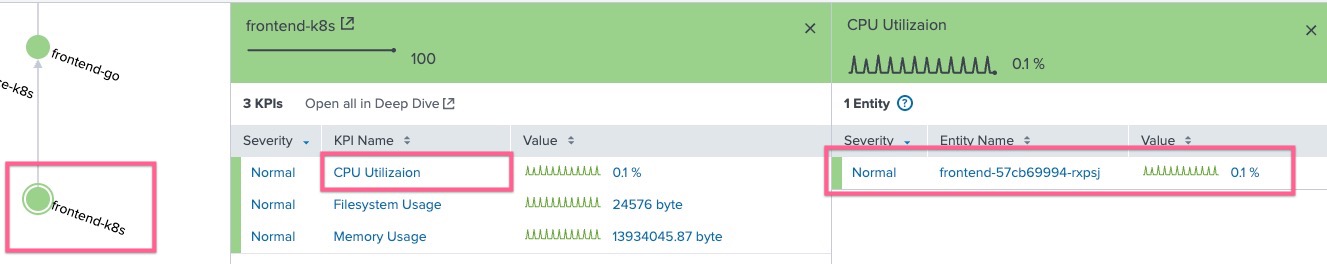 frontend-go
ce-k8s
frontend-k8s
frontend-k8s
100
3 KPIs Open all in Deep Dive
Severity KPI Name Value
Normal CPU Utilizaion 0.1 %
Normal Filesystem Usage 24576 byte
Normal Memory Usage 13934045.87 byte
CPU Utilizaion
0.1 %
1 Entity ?
Severity Entity Name Value
Normal frontend-57cb69994-rxpsj 0.1 %